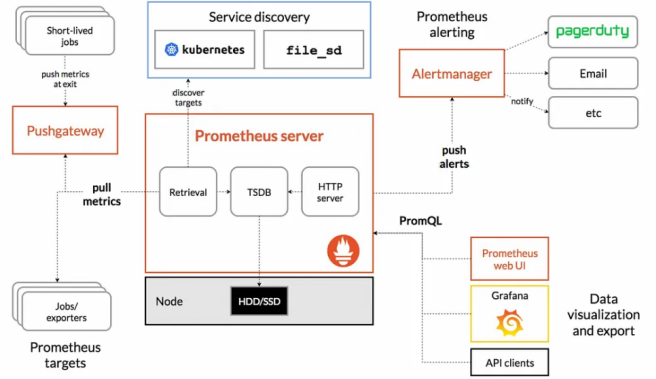 Short-lived
jobs
push metrics
at exit
Pushgateway
pull
metrics
Jobs/
exporters
Prometheus
targets
Service discovery
kubernetes
file_sd
discover
targets
Prometheus server
Retrieval
TSDB
HTTP
server
Node
HDD/SSD
Prometheus
alerting
Alertmanager
pagerduty
Email
etc
notify
push
alerts
PromQL
Prometheus
web UI
Grafana
API clients
Data
visualization
and export